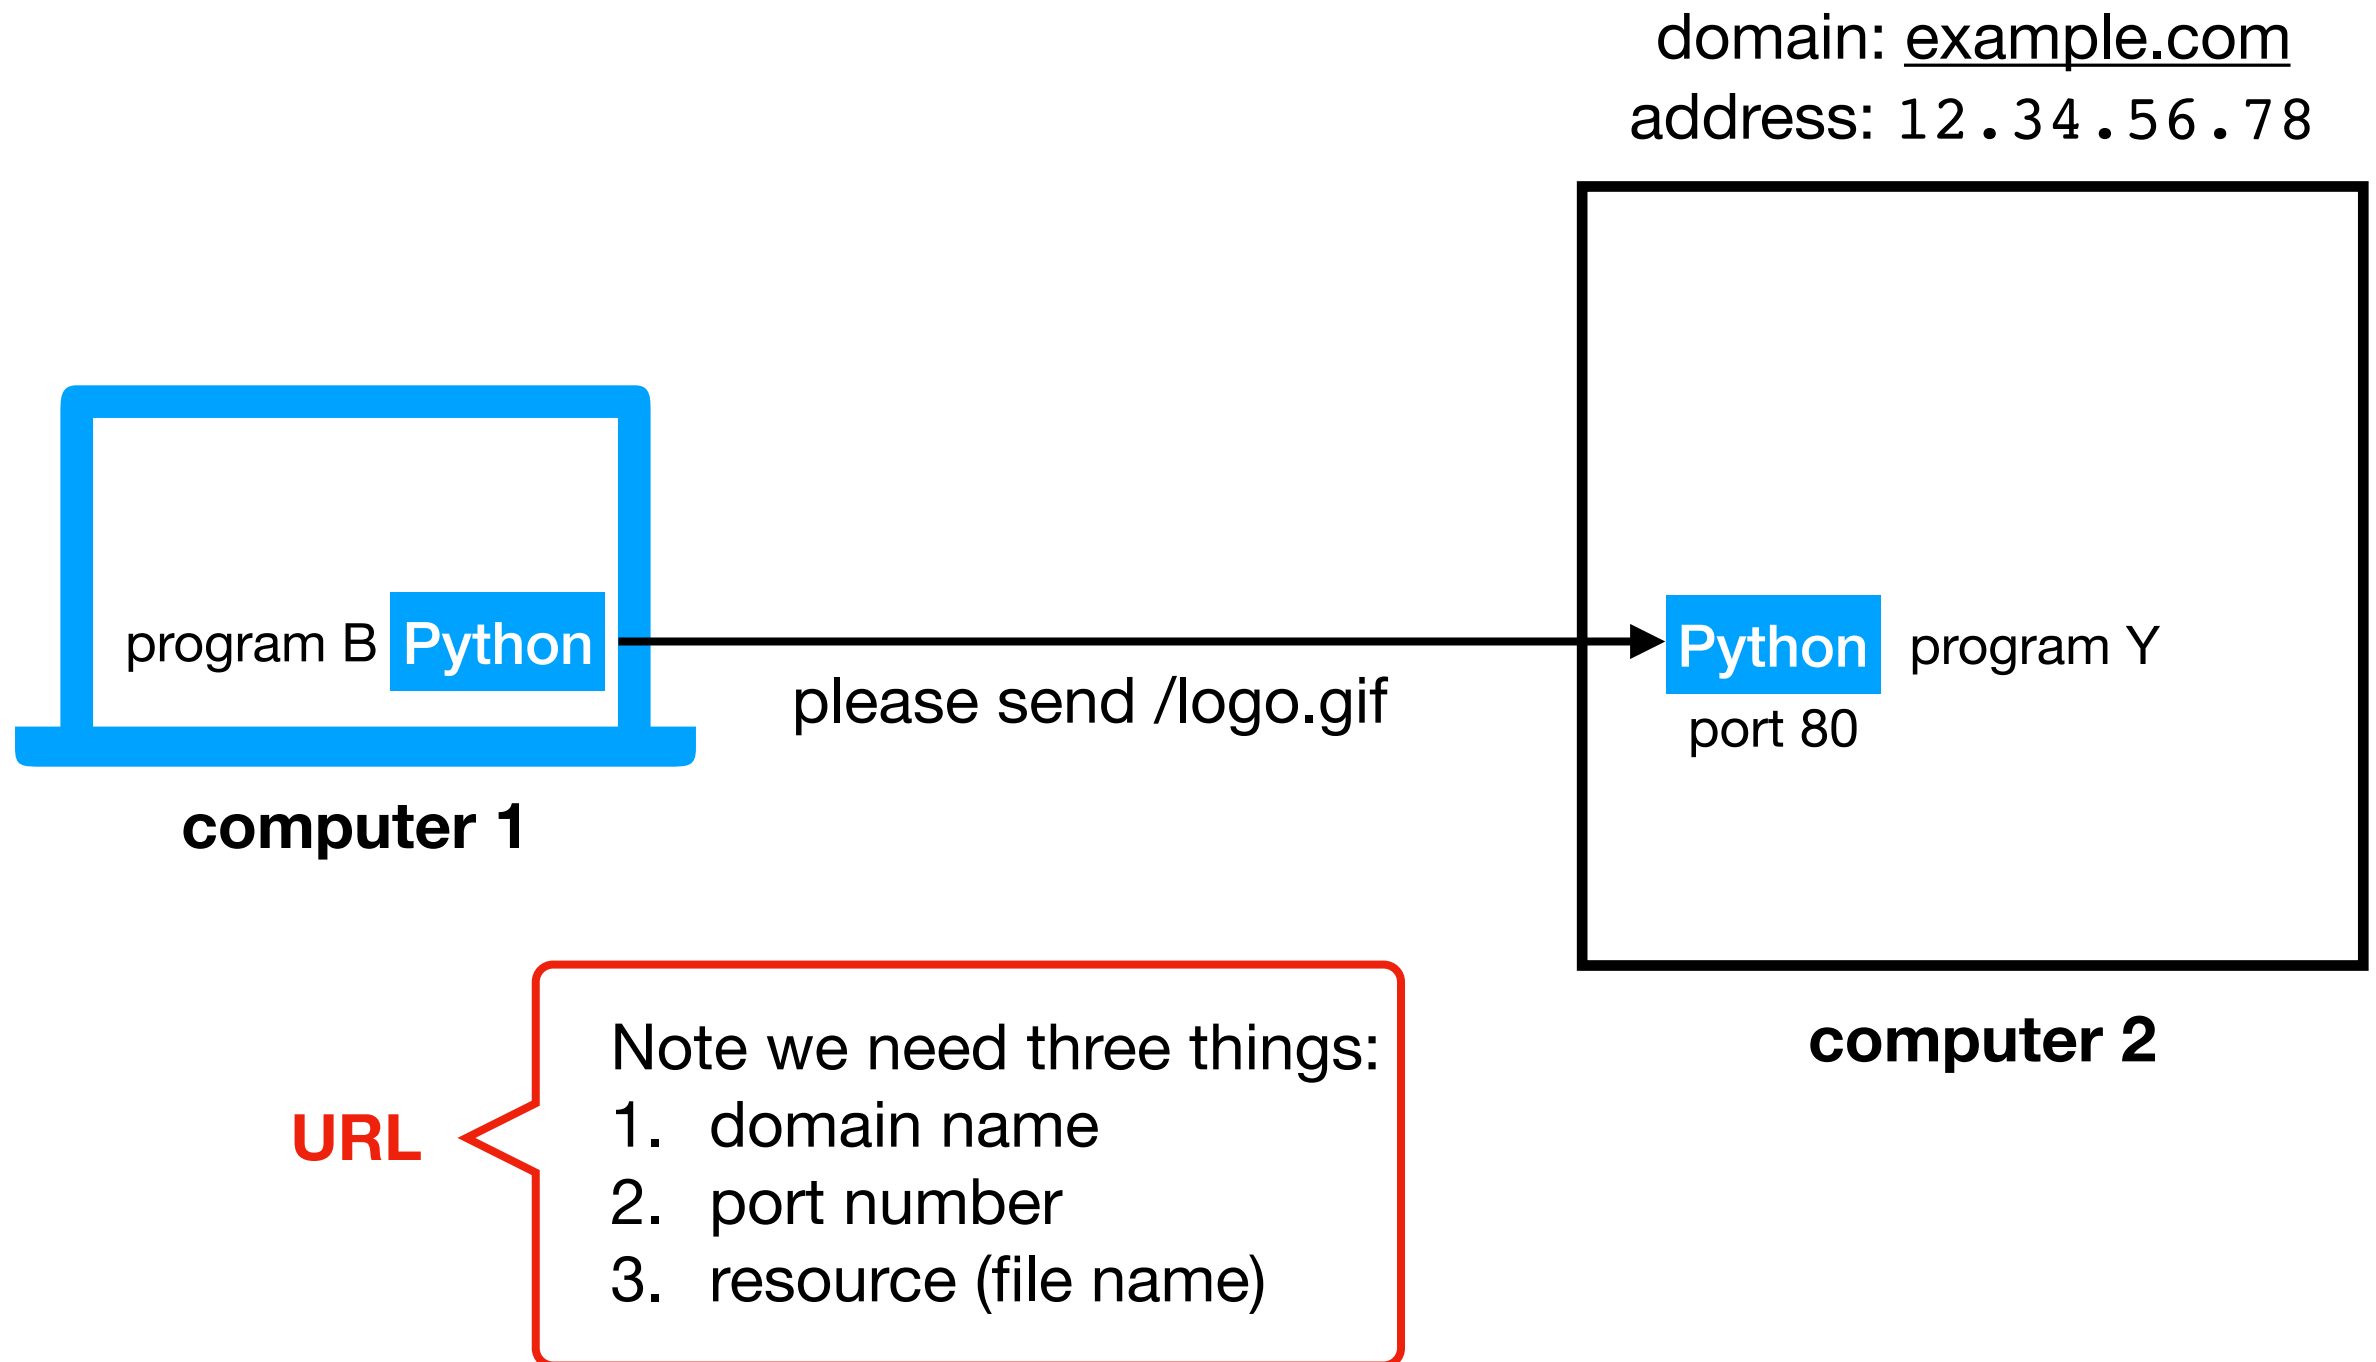 domain: example.com
address: 12.34.56.78
program B Python
please send /logo.gif
Python program Y
port 80
computer 1
computer 2
URL
Note we need three things:
1. domain name
2. port number
3. resource (file name)